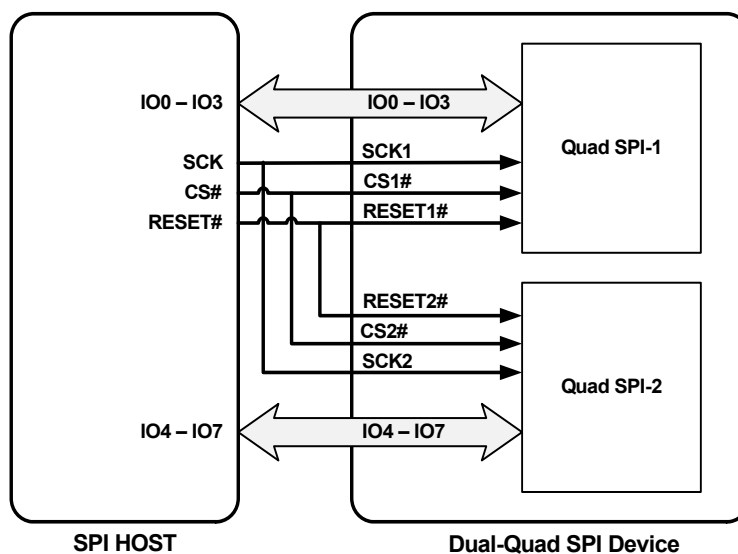 IO0 – IO3
IO0 – IO3
Quad SPI-1
SCK
SCK1
CS#
CS1#
RESET#
RESET1#
RESET2#
CS2#
SCK2
Quad SPI-2
IO4 – IO7
IO4 – IO7
SPI HOST
Dual-Quad SPI Device